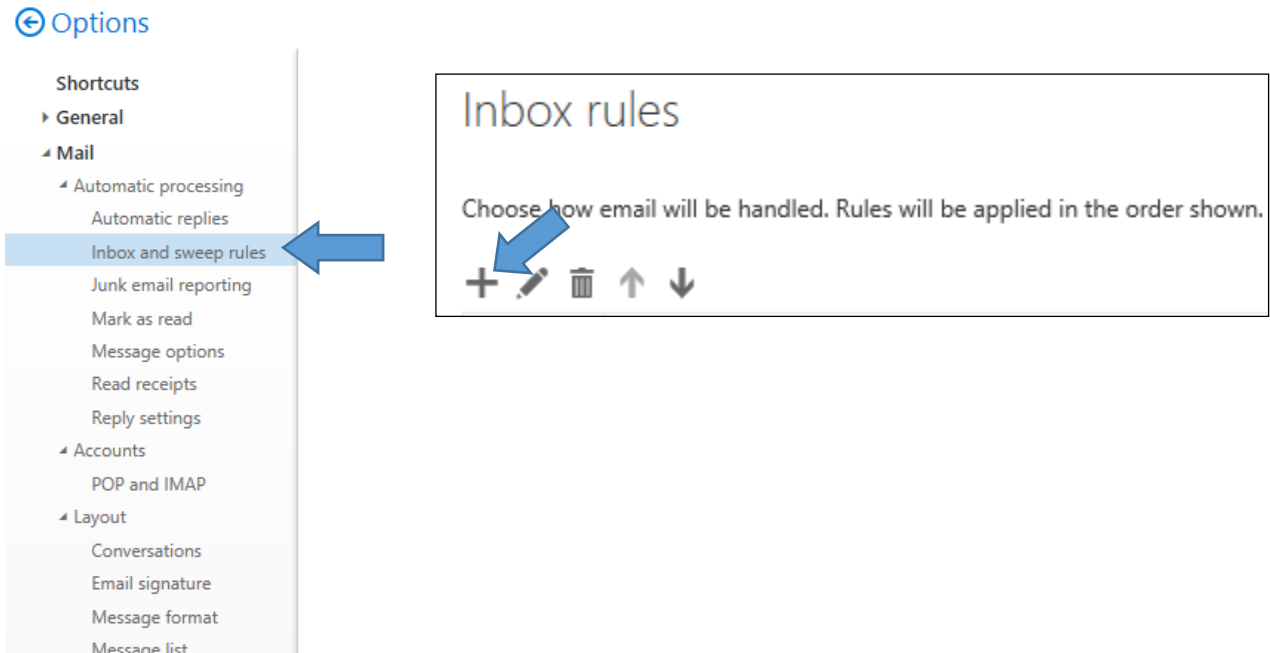 Options
Shortcuts
General
Mail
Automatic processing
Automatic replies
Inbox and sweep rules
Junk email reporting
Mark as read
Message options
Read receipts
Reply settings
Accounts
POP and IMAP
Layout
Conversations
Email signature
Message format
Message list
Inbox rules
Choose how email will be handled. Rules will be applied in the order shown.